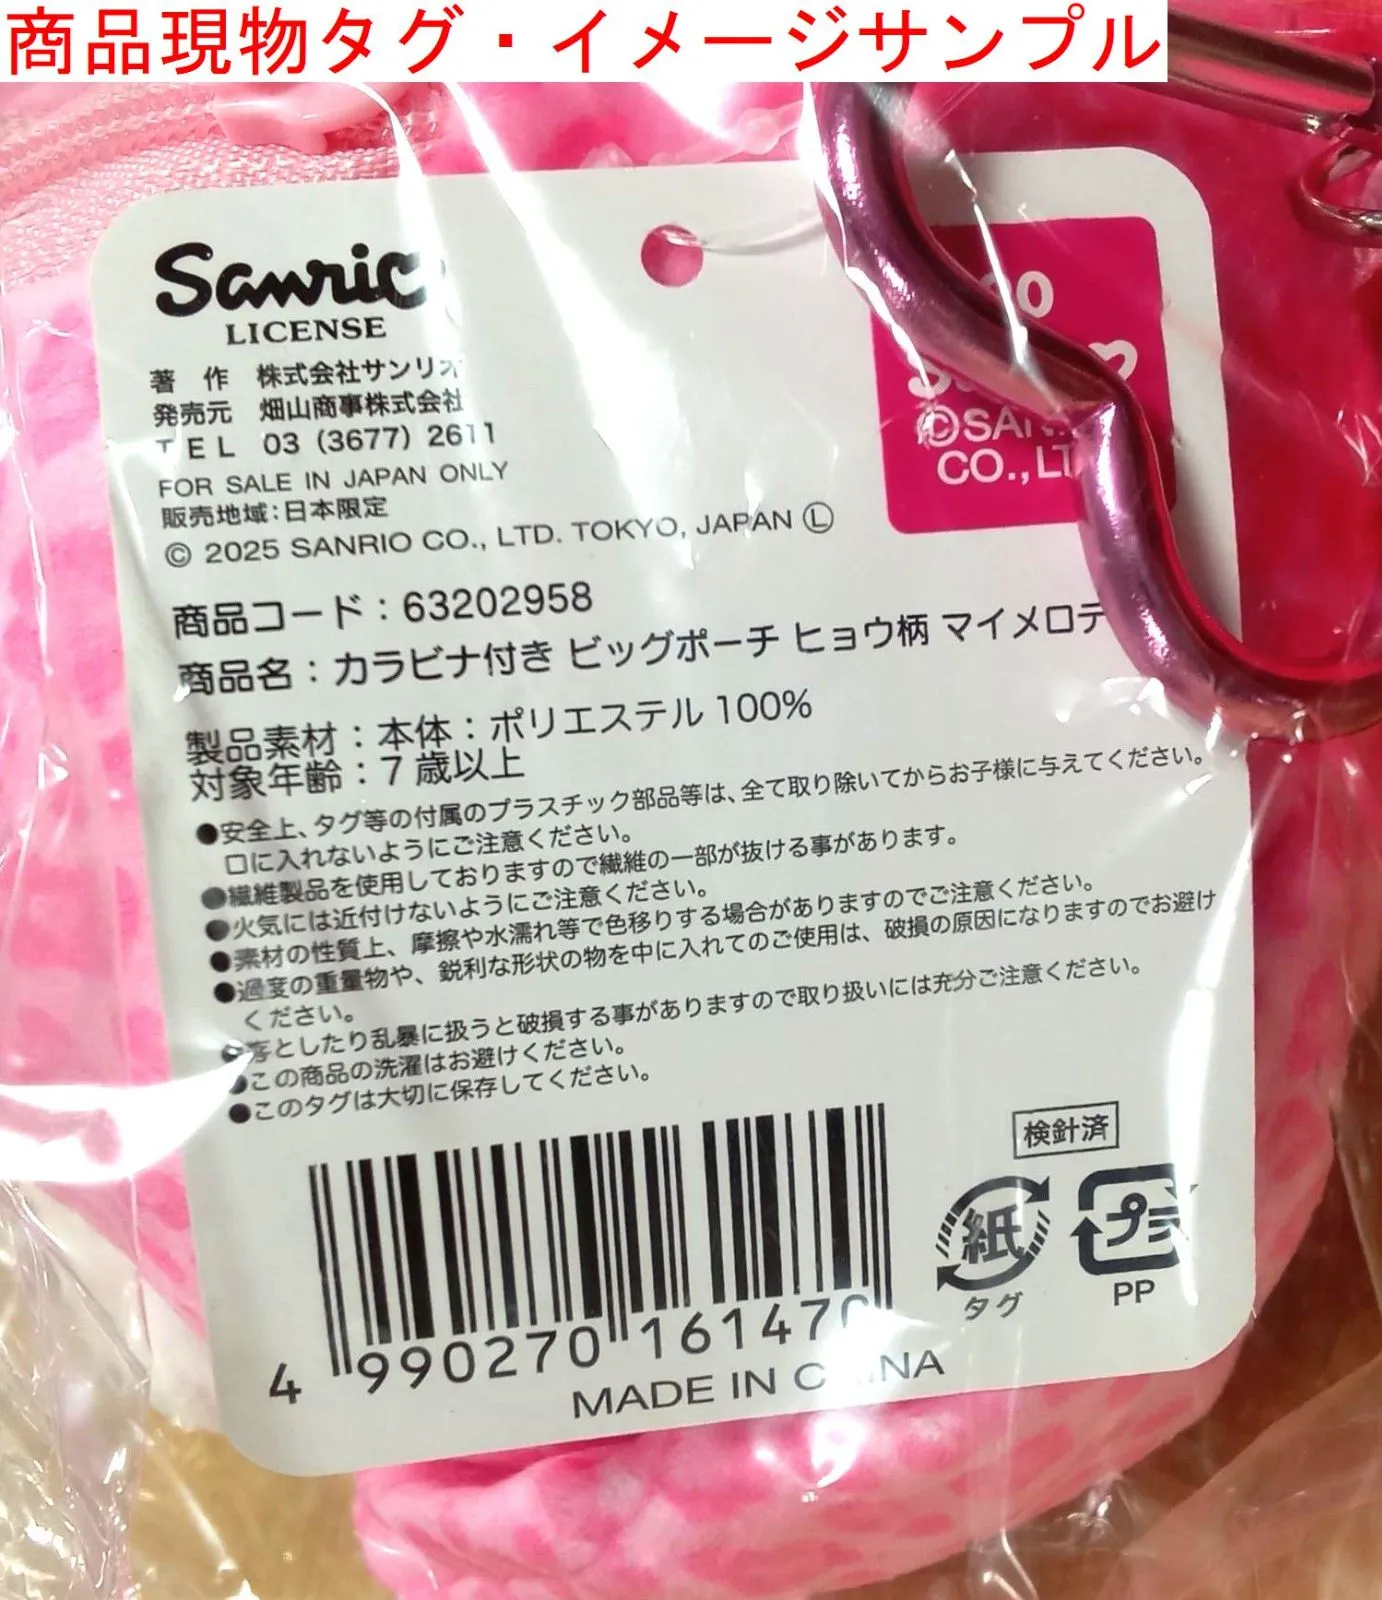 商品現物タグ・イメージサンプル
Sanrio
LICENSE
著 作 株式会社サンリオ
発売元 畑山商事株式会社
TEL 03 (3677) 2611
FOR SALE IN JAPAN ONLY
販売地域:日本限定
© 2025 SANRIO CO., LTD. TOKYO, JAPAN Ⓛ
©SAN
CO., LT
商品コード:63202958
商品名:カラビナ付き ビッグポーチ ヒョウ柄 マイメロデ
製品素材:本体:ポリエステル 100%
対象年齢:7 歳以上
●安全上、タグ等の付属のプラスチック部品等は、全て取り除いてからお子様に与えてください。
口に入れないようにご注意ください。
●繊維製品を使用しておりますので繊維の一部が抜ける事があります。
●火気には近付けないようにご注意ください。
●素材の性質上、摩擦や水濡れ等で色移りする場合がありますのでご注意ください。
●過度の重量物や、鋭利な形状の物を中に入れてのご使用は、破損の原因になりますのでお避け
ください。
●落としたり乱暴に扱うと破損する事がありますので取り扱いには充分ご注意ください。
●この商品の洗濯はお避けください。
●このタグは大切に保存してください。
検針済
紙
タグ
プラ
PP
4 990270 161470
MADE IN CHINA